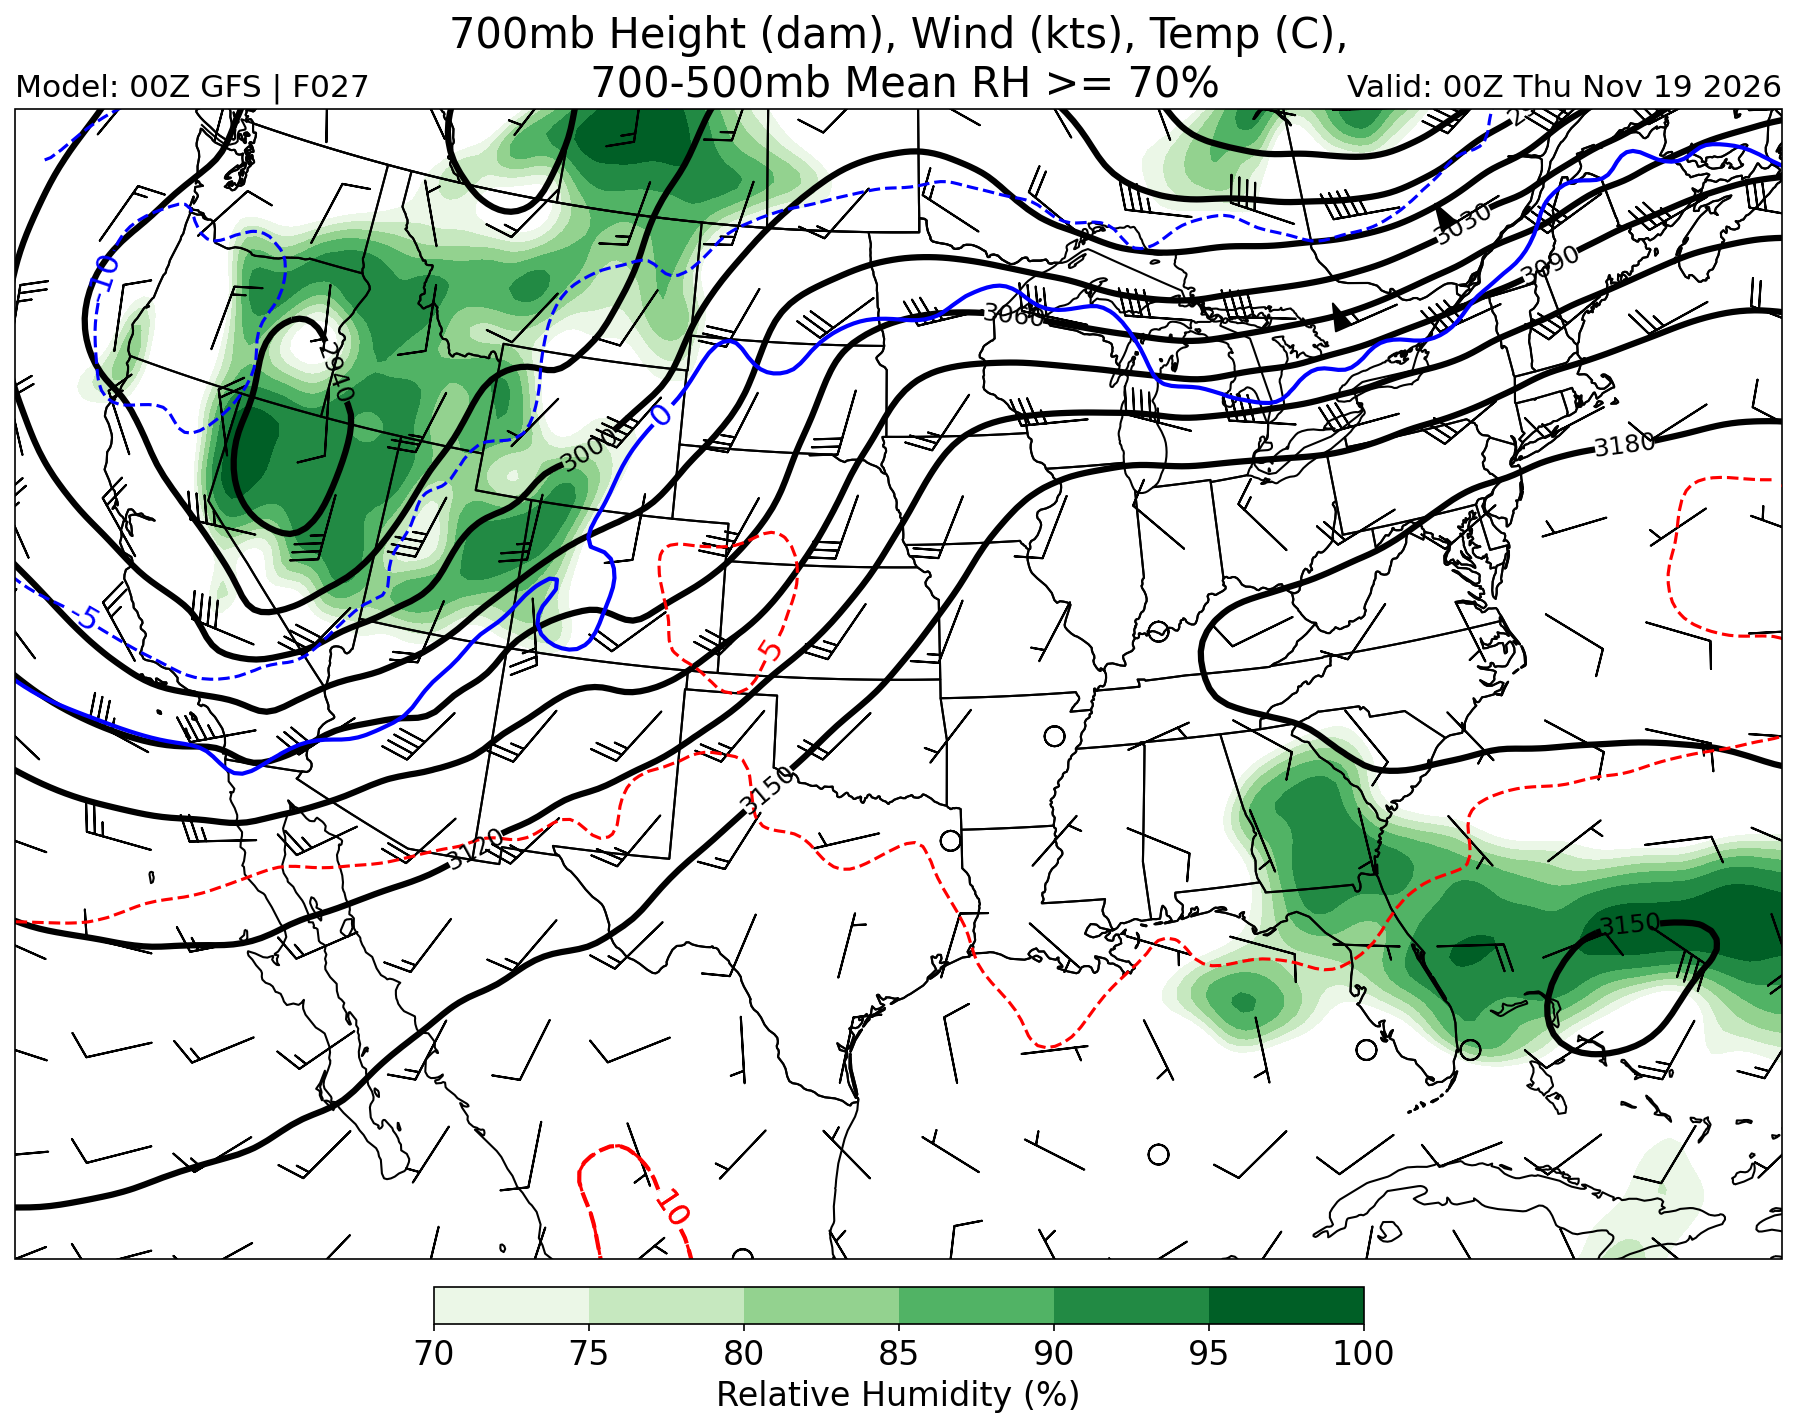 700mb Height (dam), Wind (kts), Temp (C),
700-500mb Mean RH >= 70%
Model: 00Z GFS | F027
Valid: 00Z Thu Nov 19 2026
3030
3090
-10
3060
2940
0
3000
3180
-5
5
3150
3120
3150
10
70 75 80 85 90 95 100
Relative Humidity (%)